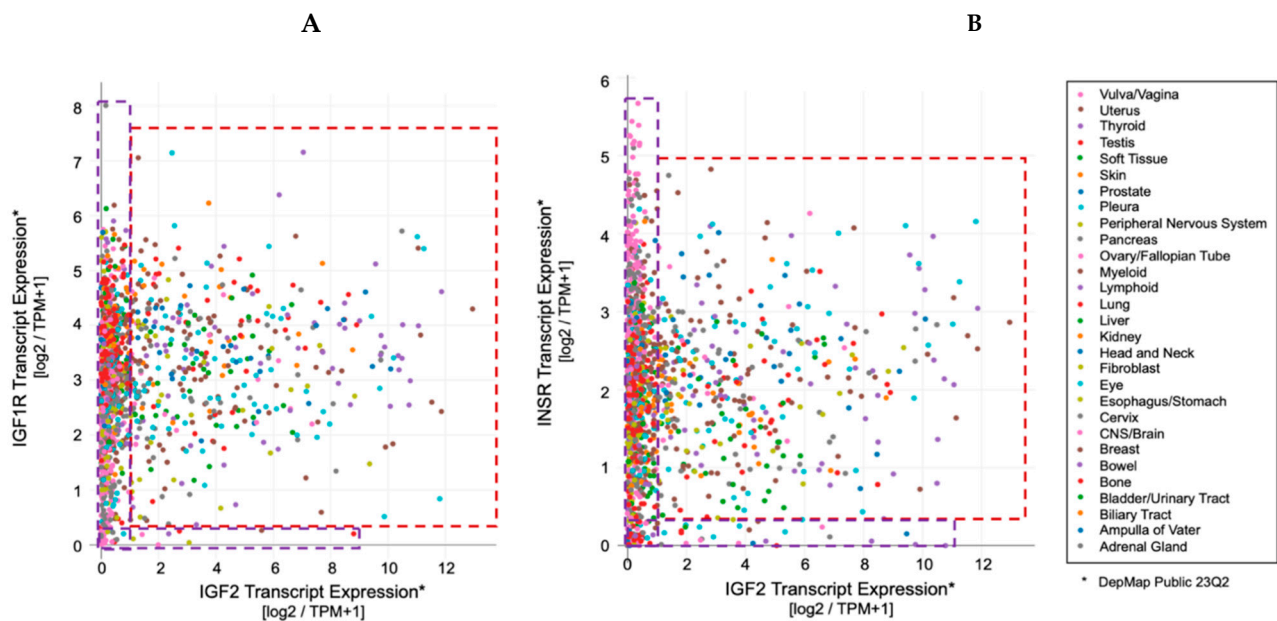 A
B
8
7
6
5
4
3
2
1
0
IGF1R Transcript Expression*
[log2 / TPM+1]
0 2 4 6 8 10 12
IGF2 Transcript Expression*
[log2 / TPM+1]
6
5
4
3
2
1
0
INSR Transcript Expression*
[log2 / TPM+1]
0 2 4 6 8 10 12
IGF2 Transcript Expression*
[log2 / TPM+1]
Vulva/Vagina
Uterus
Thyroid
Testis
Soft Tissue
Skin
Prostate
Pleura
Peripheral Nervous System
Pancreas
Ovary/Fallopian Tube
Myeloid
Lymphoid
Lung
Liver
Kidney
Head and Neck
Fibroblast
Eye
Esophagus/Stomach
Cervix
CNS/Brain
Breast
Bowel
Bone
Bladder/Urinary Tract
Biliary Tract
Ampulla of Vater
Adrenal Gland
* DepMap Public 23Q2